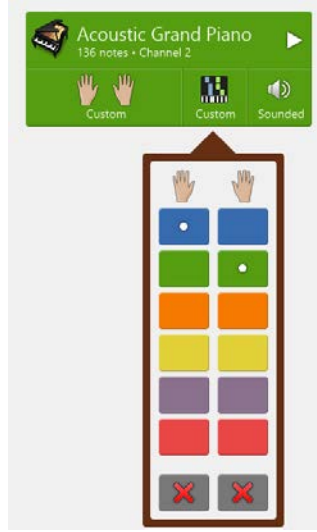 Acoustic Grand Piano
136 notes • Channel 2
Custom
Custom
Sounded